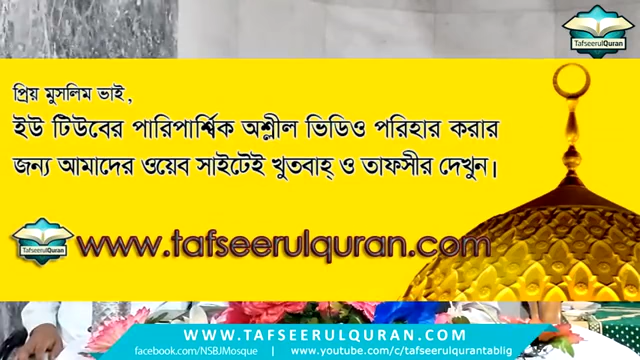 TafseerulQuran
প্রিয় মুসলিম ভাই,
ইউ টিউবের পারিপার্শ্বিক অশ্লীল ভিডিও পরিহার করার
জন্য আমাদের ওয়েব সাইটেই খুতবাহ্ ও তাফসীর দেখুন।
TafseerulQuran
www.tafseerulquran.com
WWW.TAFSEERULQURAN.COM
facebook.com/NSBJMosque | www.youtube.com/c/tafseerulqurantablig